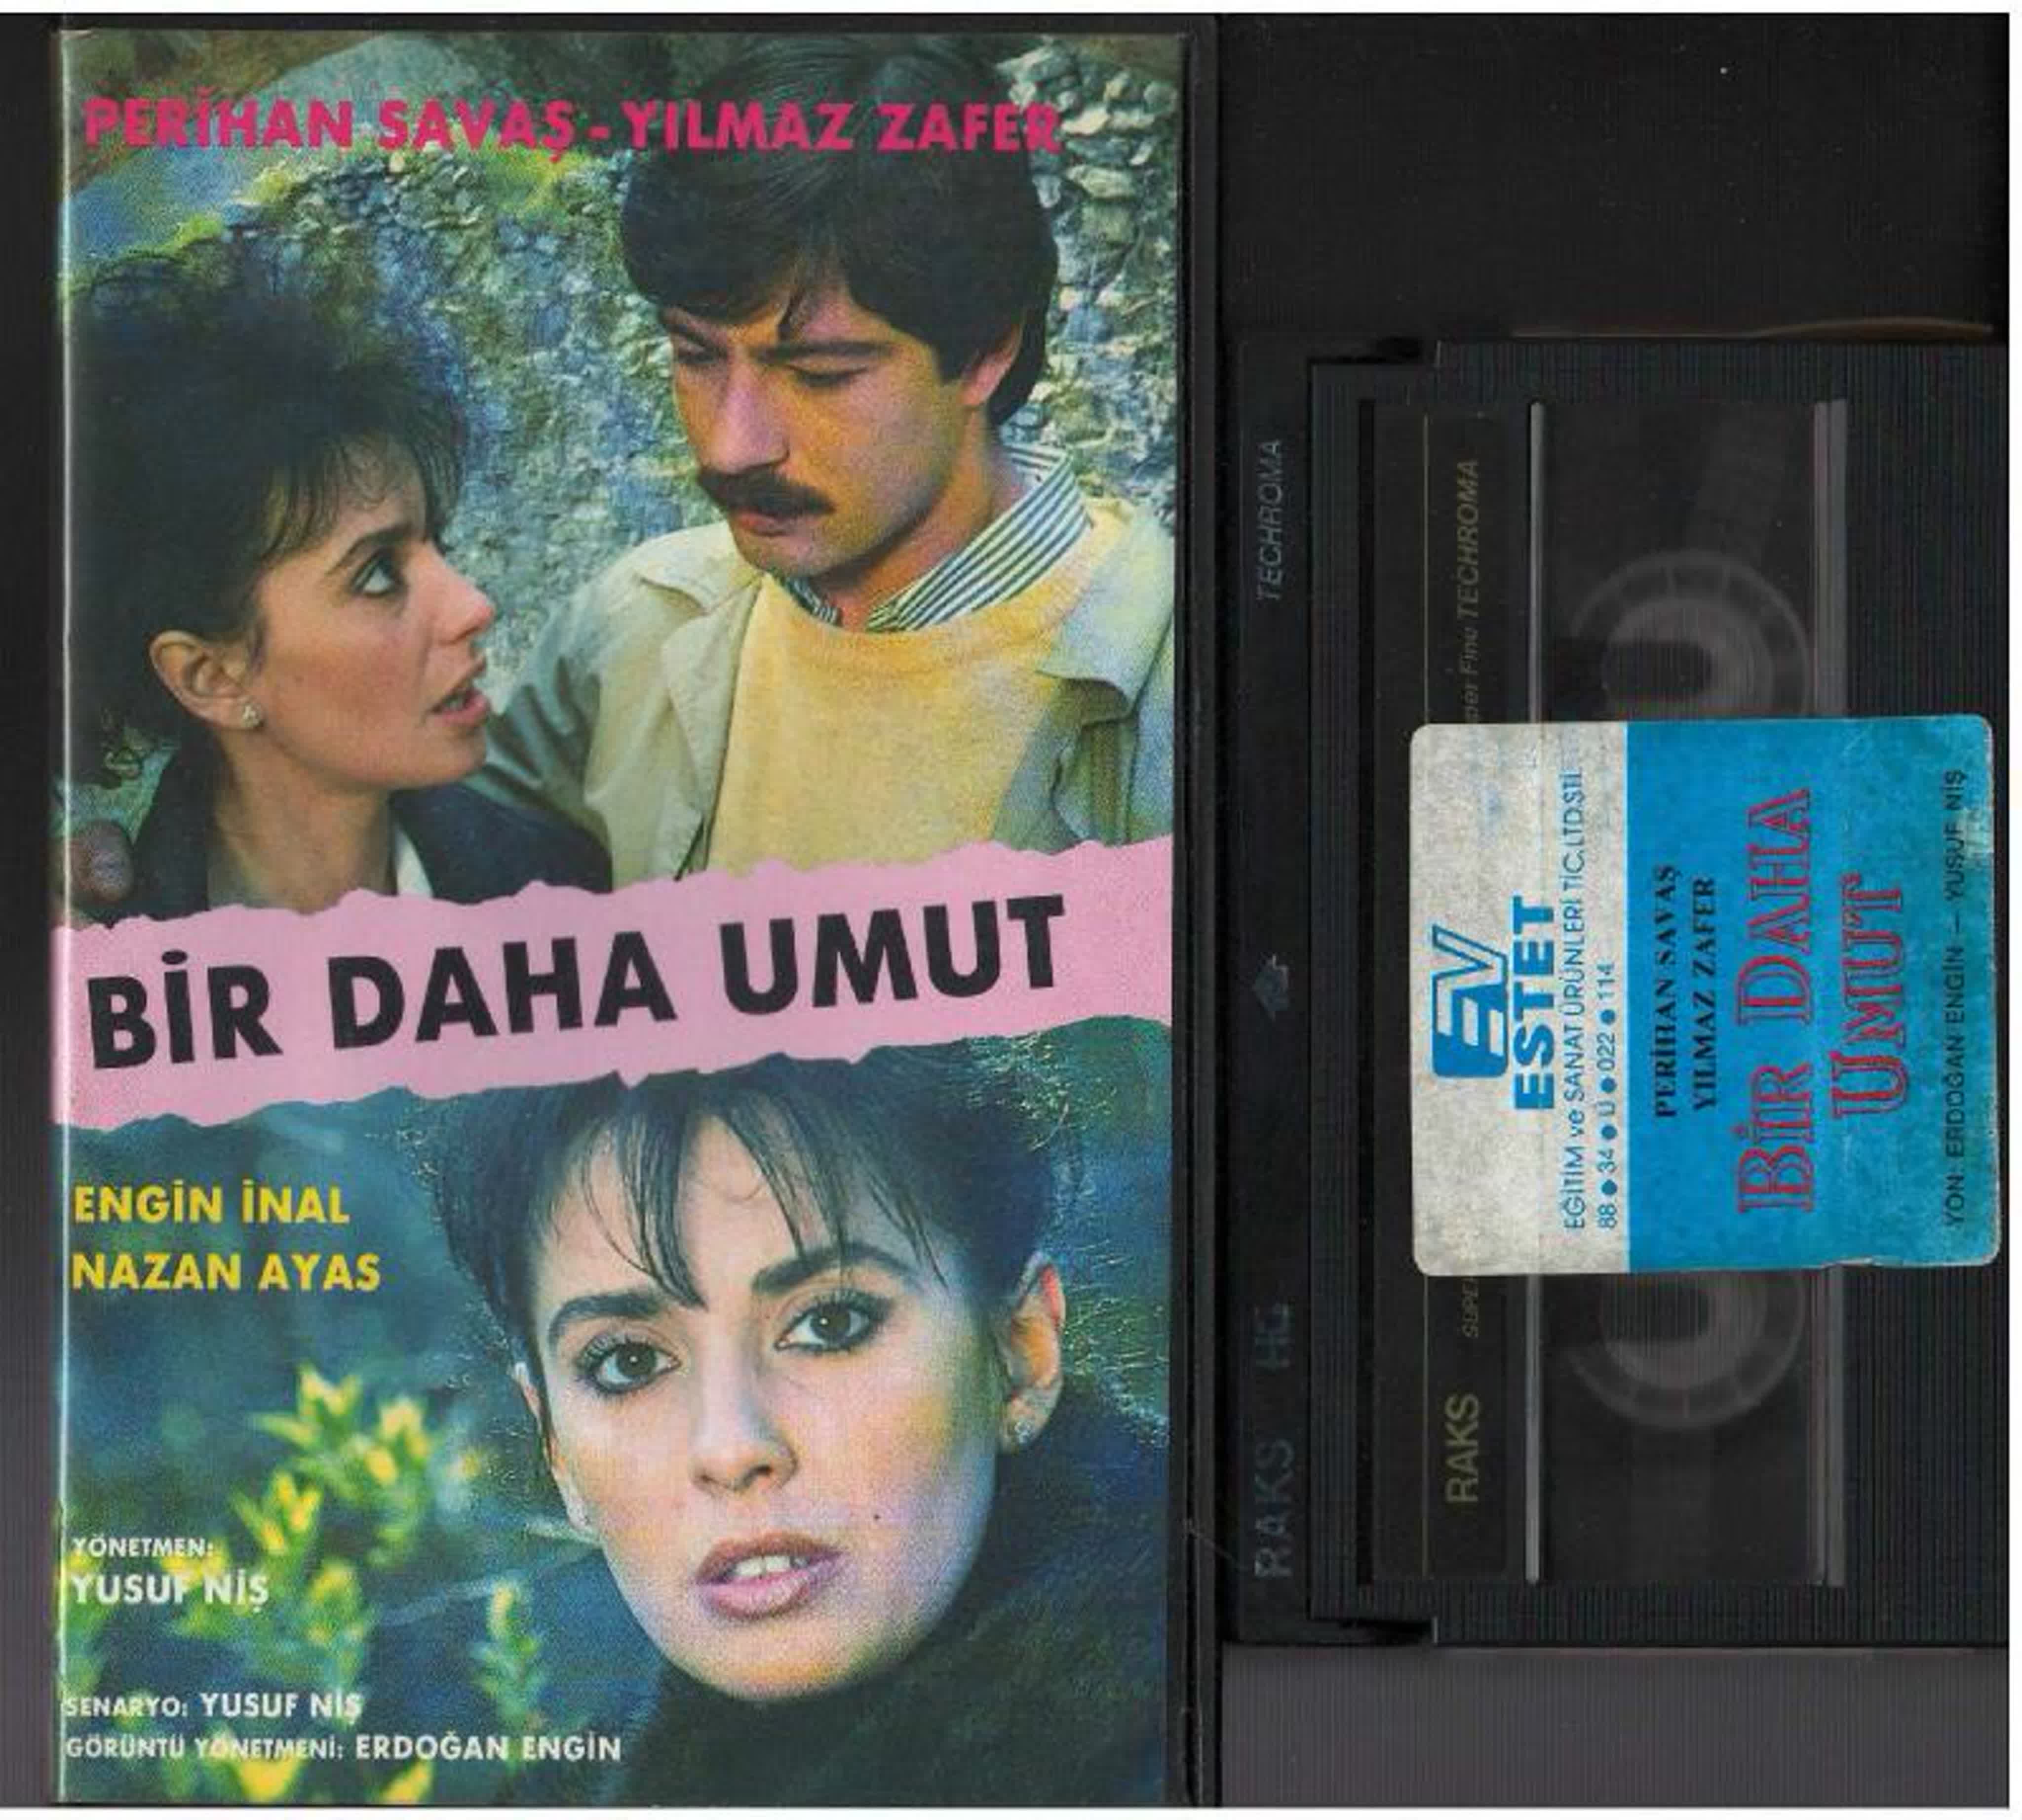 PERİHAN SAVAŞ - YILMAZ ZAFER
BİR DAHA UMUT
ENGİN İNAL
NAZAN AYAS
YÖNETMEN:
YUSUF NİŞ
SENARYO: YUSUF NİŞ
GÖRÜNTÜ YÖNETMENİ: ERDOĞAN ENGİN
RAKS HG
TECHROMA
RAKS
Fine TECHROMA
EV
ESTET
EĞİTİM ve SANAT ÜRÜNLERİ TİC.LTD.ŞTİ.
88 ● 34 ● Ü ● 022 ● 114
PERİHAN SAVAŞ
YILMAZ ZAFER
BİR DAHA
UMUT
YÖN: ERDOĞAN ENGİN — YUSUF NİŞ